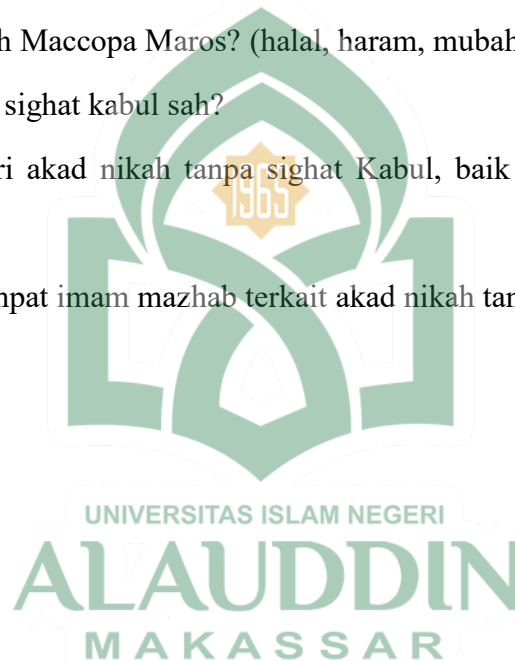 h Maccopa Maros? (halal, haram, mubah,
sighat kabul sah?
ri akad nikah tanpa sighat Kabul, baik
1965
npat imam mazhab terkait akad nikah tan
UNIVERSITAS ISLAM NEGERI
ALAUDDIN
MAKASSAR